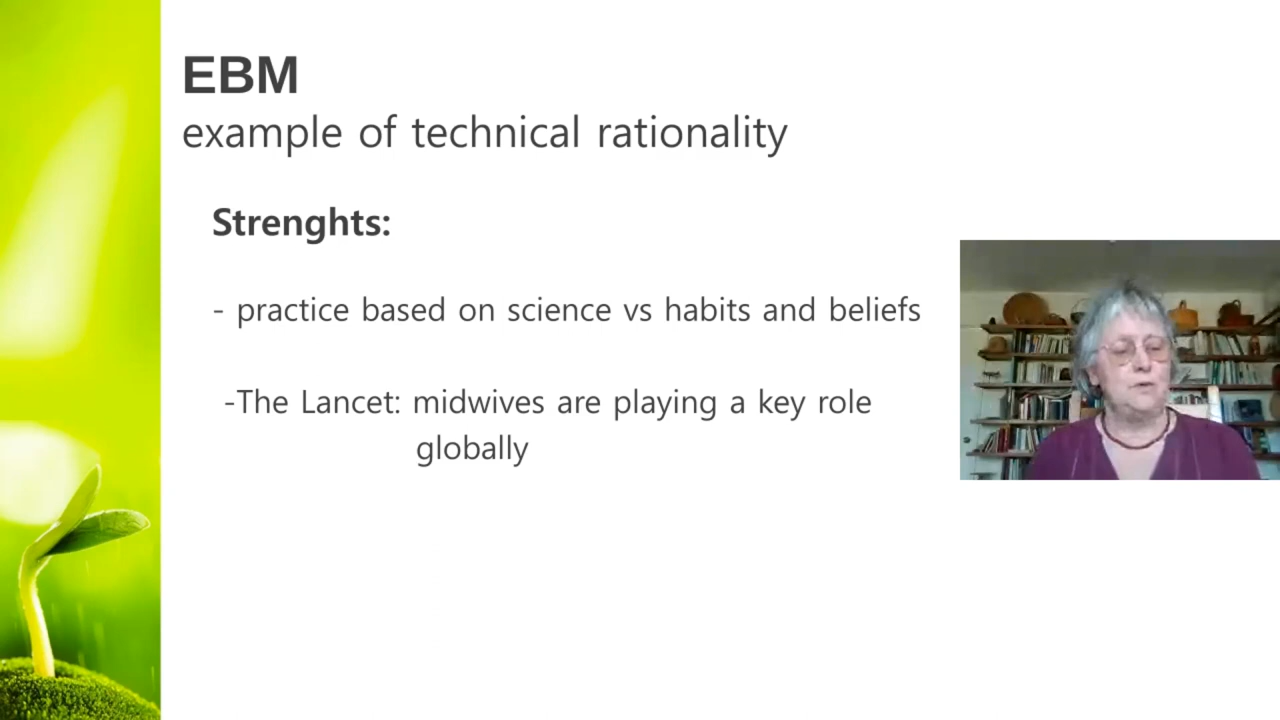 EBM
example of technical rationality
Strenghts:
- practice based on science vs habits and beliefs
-The Lancet: midwives are playing a key role
globally